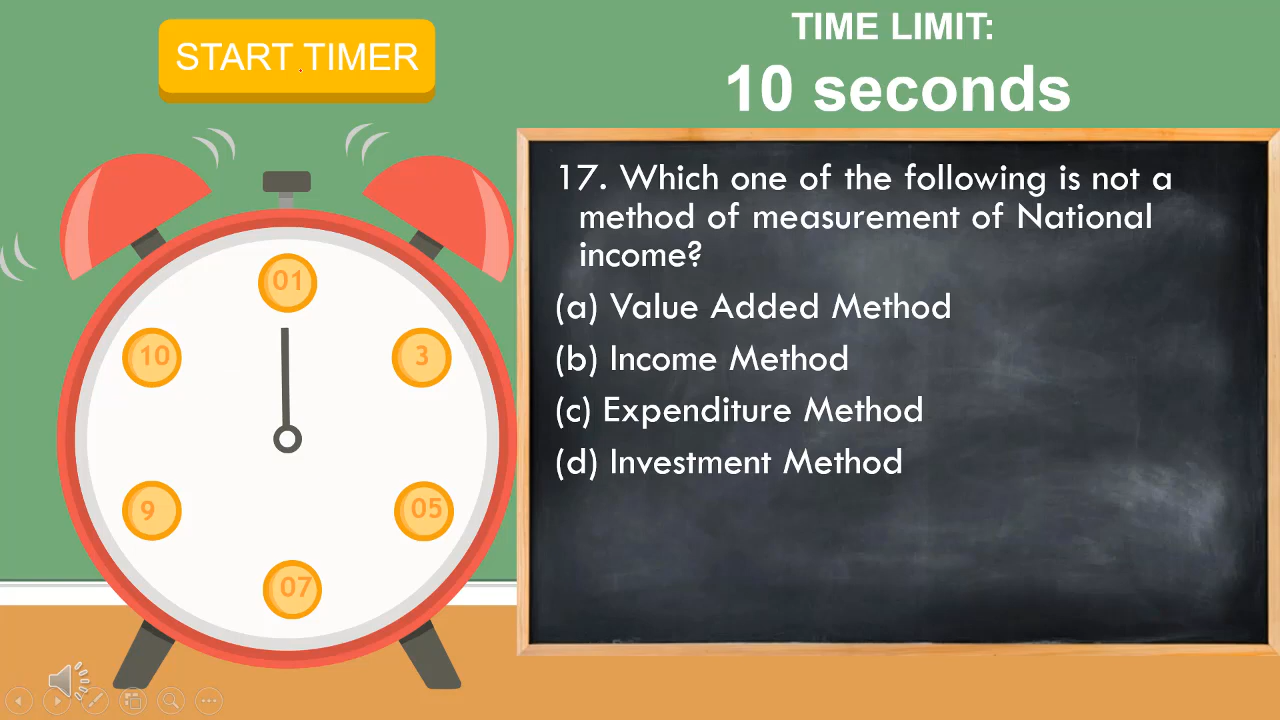 START TIMER
TIME LIMIT:
10 seconds
01
10
3
9
05
07
17. Which one of the following is not a
method of measurement of National
income?
(a) Value Added Method
(b) Income Method
(c) Expenditure Method
(d) Investment Method